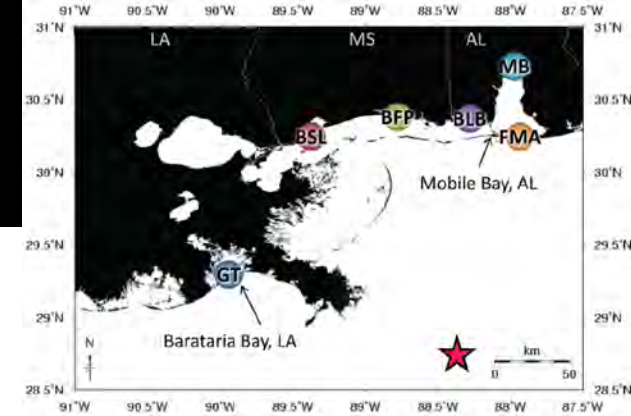 91°W 90.5°W 90°W 89.5°W 89°W 88.5°W 88°W 87.5°W
31°N 31°N
LA MS AL
MB
30.5°N 30.5°N
BSL BFP BLB FMA
30°N 30°N
Mobile Bay, AL
29.5°N 29.5°N
GT
29°N 29°N
Barataria Bay, LA
N km
0 50
28.5°N 28.5°N
91°W 90.5°W 90°W 89.5°W 89°W 88.5°W 88°W 87.5°W